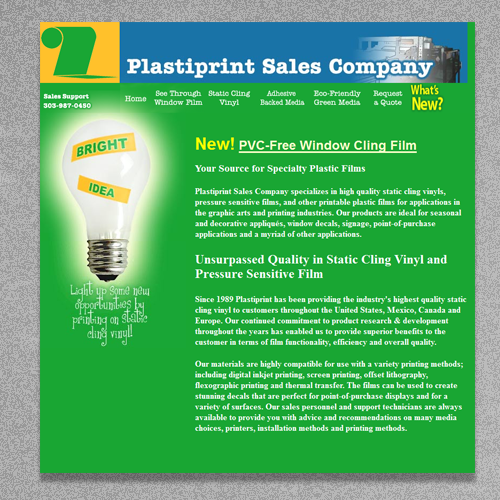 Plastiprint Sales Company
Sales Support
303-987-0450
Home
See Through
Window Film
Static Cling
Vinyl
Adhesive
Backed Media
Eco-Friendly
Green Media
Request
a Quote
What's
New?
BRIGHT
IDEA
Light up some new
opportunities by
printing on static
cling vinyl!
New! PVC-Free Window Cling Film
Your Source for Specialty Plastic Films
Plastiprint Sales Company specializes in high quality static cling vinyls,
pressure sensitive films, and other printable plastic films for applications in
the graphic arts and printing industries. Our products are ideal for seasonal
and decorative appliqués, window decals, signage, point-of-purchase
applications and a myriad of other applications.
Unsurpassed Quality in Static Cling Vinyl and
Pressure Sensitive Film
Since 1989 Plastiprint has been providing the industry's highest quality static
cling vinyl to customers throughout the United States, Mexico, Canada and
Europe. Our continued commitment to product research & development
throughout the years has enabled us to provide superior benefits to the
customer in terms of film functionality, efficiency and overall quality.
Our materials are highly compatible for use with a variety printing methods;
including digital inkjet printing, screen printing, offset lithography,
flexographic printing and thermal transfer. The films can be used to create
stunning decals that are perfect for point-of-purchase displays and for a
variety of surfaces. Our sales personnel and support technicians are always
available to provide you with advice and recommendations on many media
choices, printers, installation methods and printing methods.